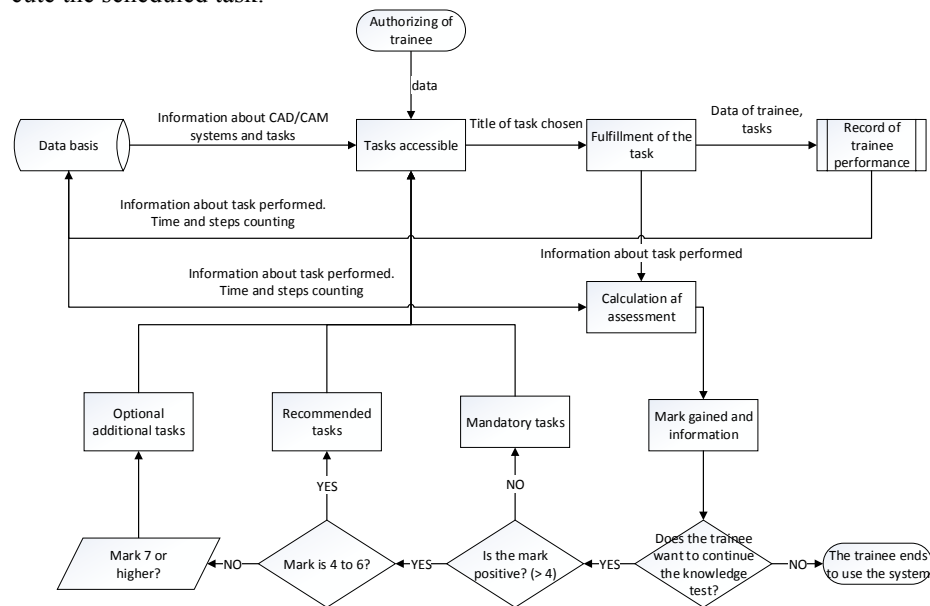 cute the scheduled task.
Authorizing of
trainee
data
Information about CAD/CAM
systems and tasks
Title of task chosen
Data of trainee,
tasks
Data basis
Tasks accessible
Fulfillment of the
task
Record of
trainee
performance
Information about task performed.
Time and steps counting
Information about task performed
Information about task performed.
Time and steps counting
Calculation af
assessment
Optional
additional tasks
Recommended
tasks
Mandatory tasks
Mark gained and
information
YES
NO
Mark 7 or
higher?
NO
Mark is 4 to 6?
YES
Is the mark
positive? (> 4)
YES
Does the trainee
want to continue
the knowledge
test?
NO
The trainee ends
to use the system